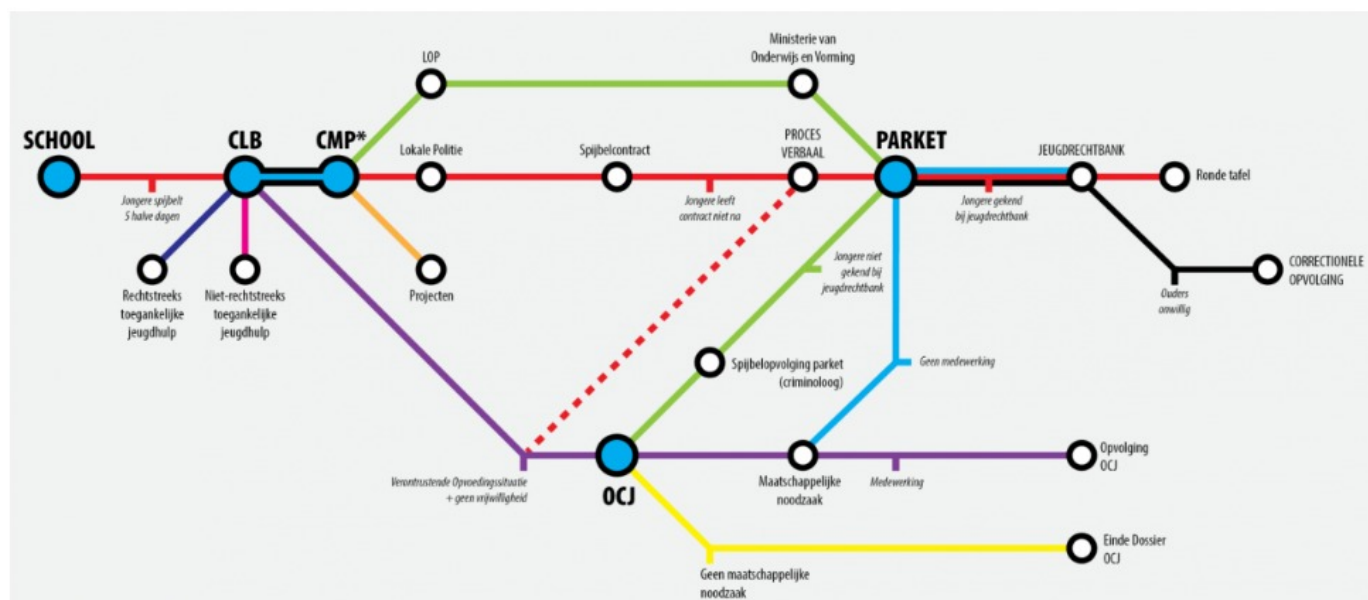 LOP
Ministerie van
Onderwijs en Vorming
SCHOOL
CLB
CMP*
Lokale Politie
Spijbelcontract
PROCES
VERBAAL
PARKET
JEUGDRECHTBANK
Ronde tafel
Jongere spijbelt
5 halve dagen
Jongere leeft
contract niet na
Jongere gekend
bij jeugdrechtbank
Rechtstreeks
toegankelijke
jeugdhulp
Niet-rechtstreeks
toegankelijke
jeugdhulp
Projecten
Jongere niet
gekend bij
jeugdrechtbank
Ouders
onwillig
CORRECTIONELE
OPVOLGING
Spijbelopvolging parket
(criminoloog)
Geen medewerking
Verontrustende Opvoedingssituatie
+ geen vrijwilligheid
OCJ
Maatschappelijke
noodzaak
Medewerking
Opvolging
OCJ
Geen maatschappelijke
noodzaak
Einde Dossier
OCJ